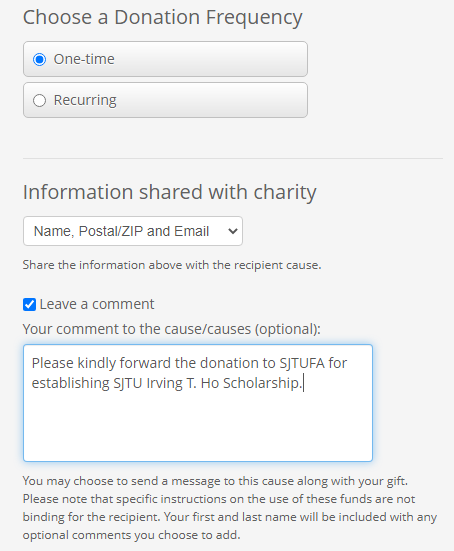 Choose a Donation Frequency
One-time
Recurring
Information shared with charity
Name, Postal/ZIP and Email
Share the information above with the recipient cause.
Leave a comment
Your comment to the cause/causes (optional):
Please kindly forward the donation to SJTUFA for
establishing SJTU Irving T. Ho Scholarship.
You may choose to send a message to this cause along with your gift.
Please note that specific instructions on the use of these funds are not
binding for the recipient. Your first and last name will be included with any
optional comments you choose to add.